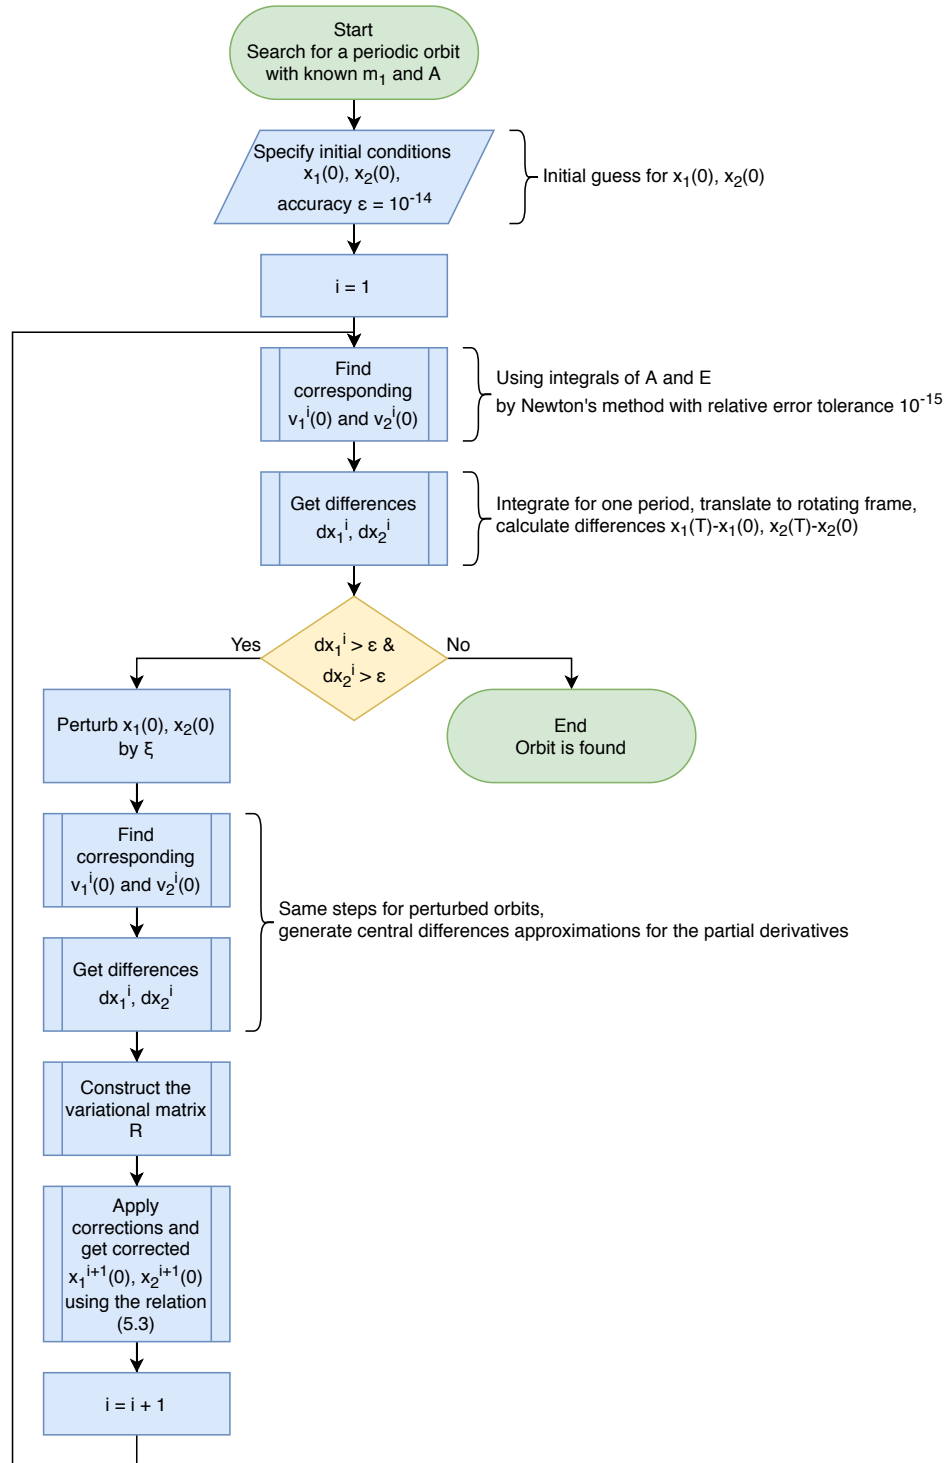 Start
Search for a periodic orbit
with known m₁ and A
Specify initial conditions
x₁(0), x₂(0),
accuracy ε = 10⁻¹⁴
Initial guess for x₁(0), x₂(0)
i = 1
Find
corresponding
v₁ⁱ(0) and v₂ⁱ(0)
Using integrals of A and E
by Newton's method with relative error tolerance 10⁻¹⁵
Get differences
dx₁ⁱ, dx₂ⁱ
Integrate for one period, translate to rotating frame,
calculate differences x₁(T)-x₁(0), x₂(T)-x₂(0)
Yes
dx₁ⁱ > ε &
dx₂ⁱ > ε
No
Perturb x₁(0), x₂(0)
by ξ
End
Orbit is found
Find
corresponding
v₁ⁱ(0) and v₂ⁱ(0)
Same steps for perturbed orbits,
generate central differences approximations for the partial derivatives
Get differences
dx₁ⁱ, dx₂ⁱ
Construct the
variational matrix
R
Apply
corrections and
get corrected
x₁ⁱ⁺¹(0), x₂ⁱ⁺¹(0)
using the relation
(5.3)
i = i + 1